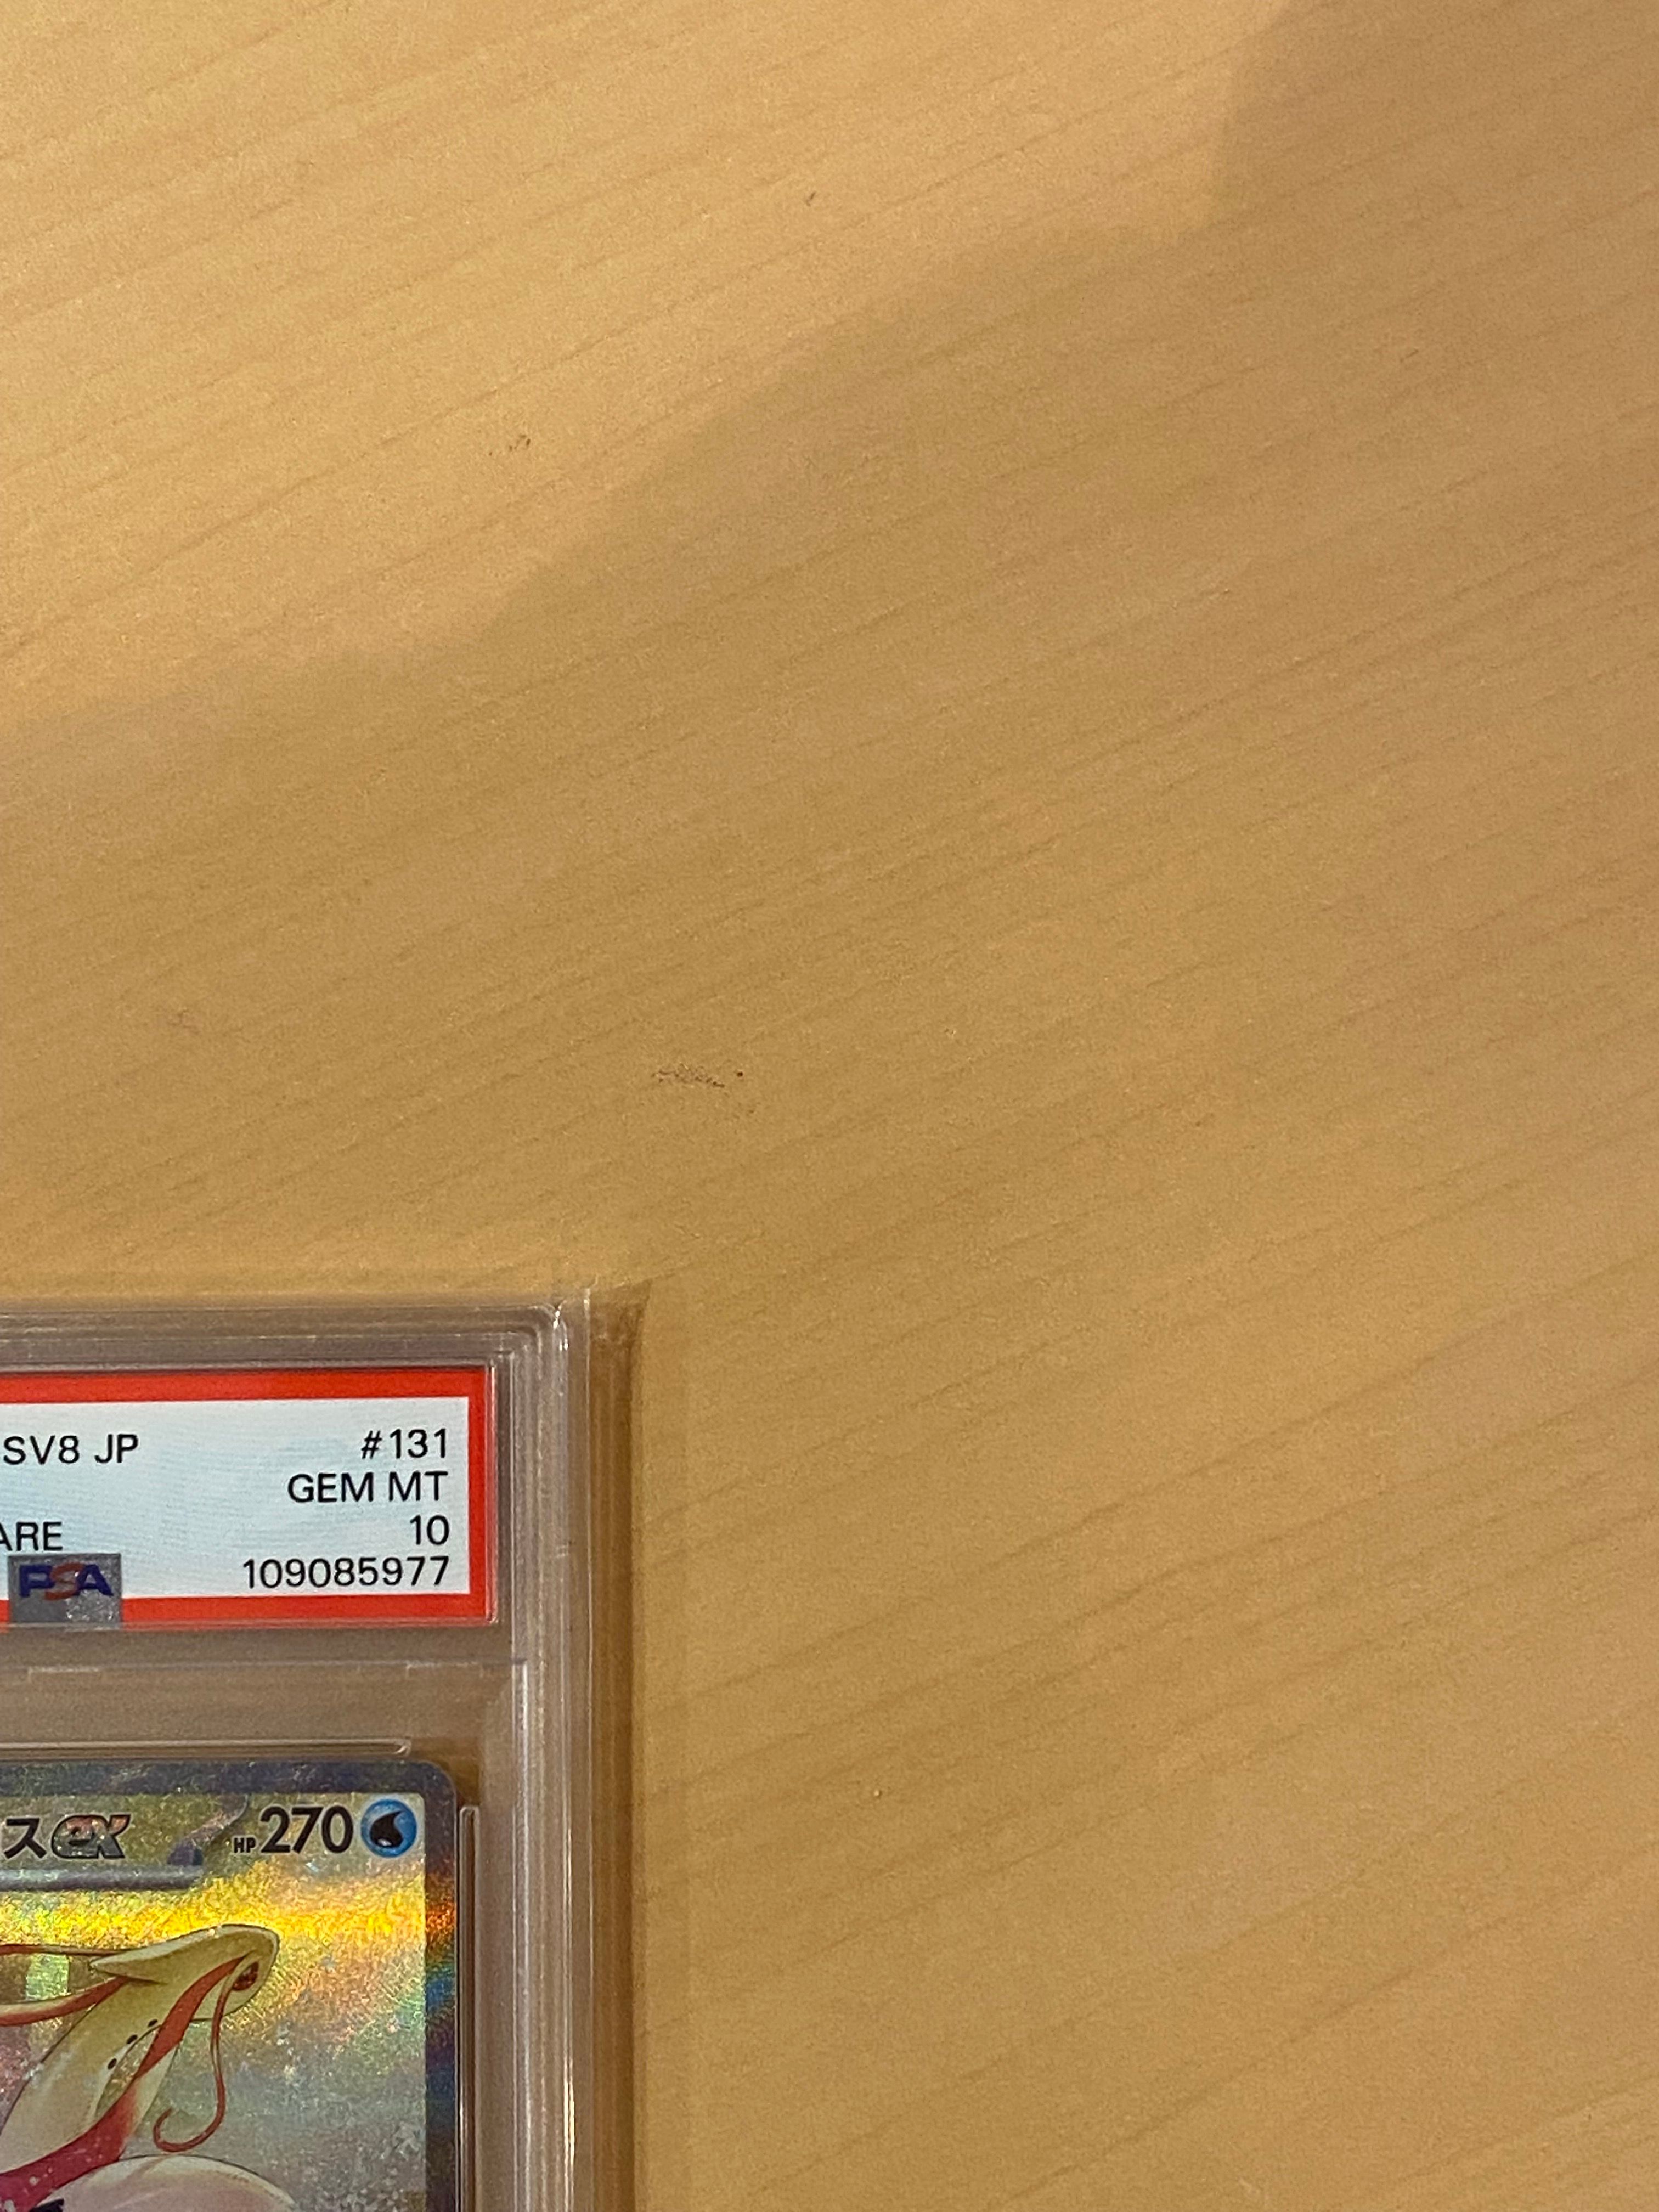 SV8 JP #131
GEM MT
ARE 10
PSA 109085977
スex HP270